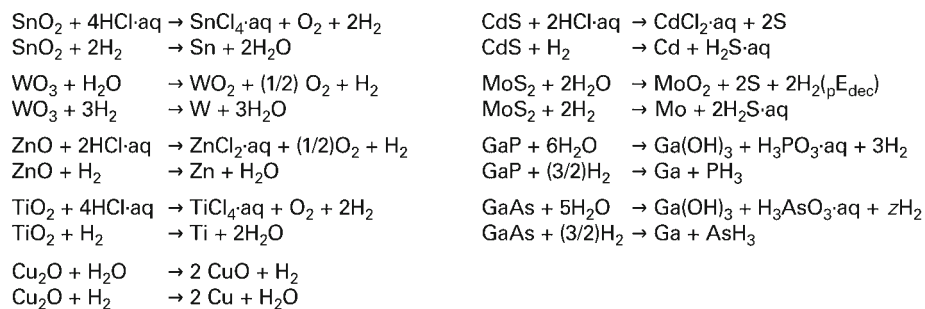 SnO₂ + 4HCl·aq → SnCl₄·aq + O₂ + 2H₂
SnO₂ + 2H₂ → Sn + 2H₂O
WO₃ + H₂O → WO₂ + (1/2) O₂ + H₂
WO₃ + 3H₂ → W + 3H₂O
ZnO + 2HCl·aq → ZnCl₂·aq + (1/2)O₂ + H₂
ZnO + H₂ → Zn + H₂O
TiO₂ + 4HCl·aq → TiCl₄·aq + O₂ + 2H₂
TiO₂ + H₂ → Ti + 2H₂O
Cu₂O + H₂O → 2 CuO + H₂
Cu₂O + H₂ → 2 Cu + H₂O
CdS + 2HCl·aq → CdCl₂·aq + 2S
CdS + H₂ → Cd + H₂S·aq
MoS₂ + 2H₂O → MoO₂ + 2S + 2H₂(ₚE_dec)
MoS₂ + 2H₂ → Mo + 2H₂S·aq
GaP + 6H₂O → Ga(OH)₃ + H₃PO₃·aq + 3H₂
GaP + (3/2)H₂ → Ga + PH₃
GaAs + 5H₂O → Ga(OH)₃ + H₃AsO₃·aq + zH₂
GaAs + (3/2)H₂ → Ga + AsH₃